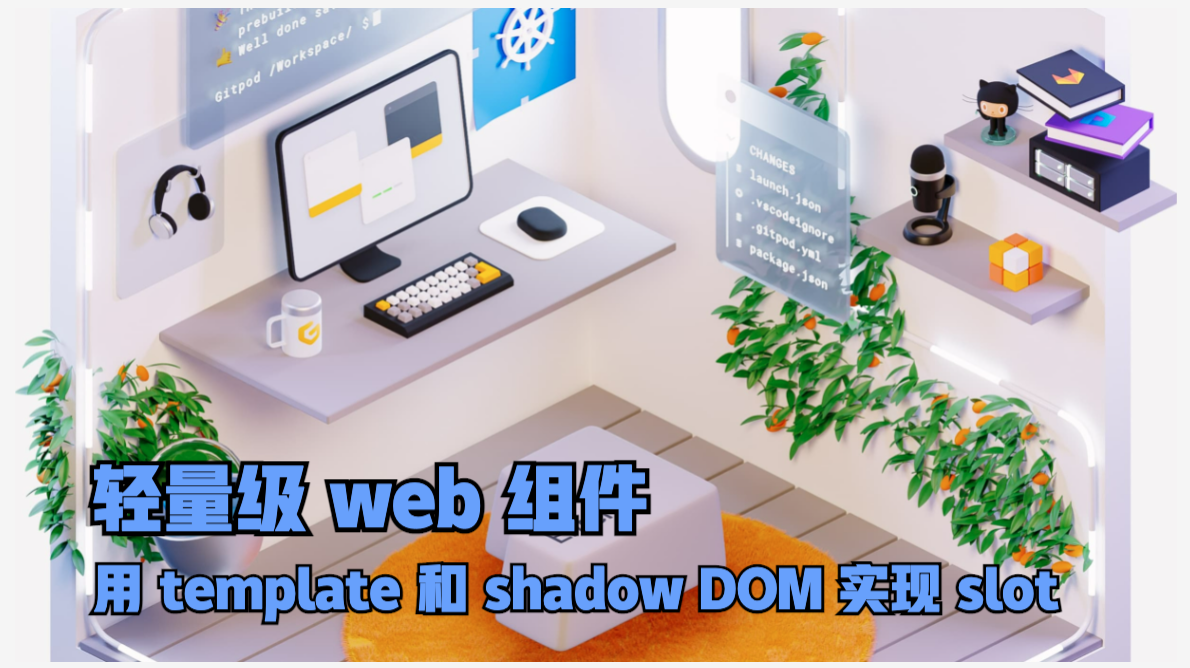 prebui
Well done
Gitpod /Workspace/ $
CHANGES
launch.json
.vscodeignore
.gitpod.yml
package.json
轻量级 web 组件
用 template 和 shadow DOM 实现 slot